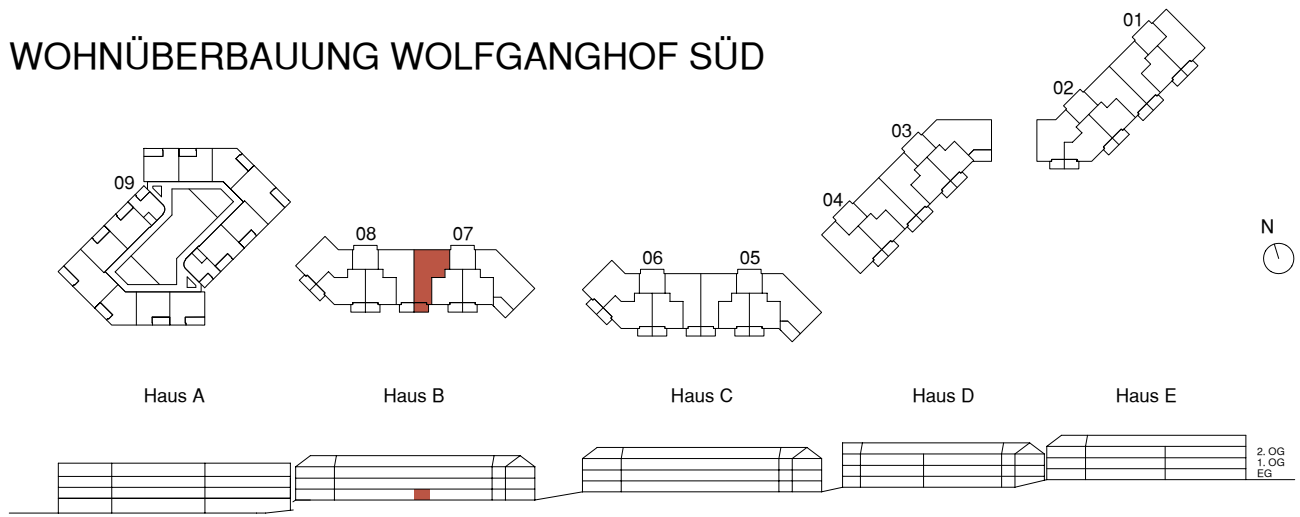 WOHNÜBERBAUUNG WOLFGANGHOF SÜD
01
02
03
04
09
08
07
06
05
N
Haus A
Haus B
Haus C
Haus D
Haus E
2. OG
1. OG
EG